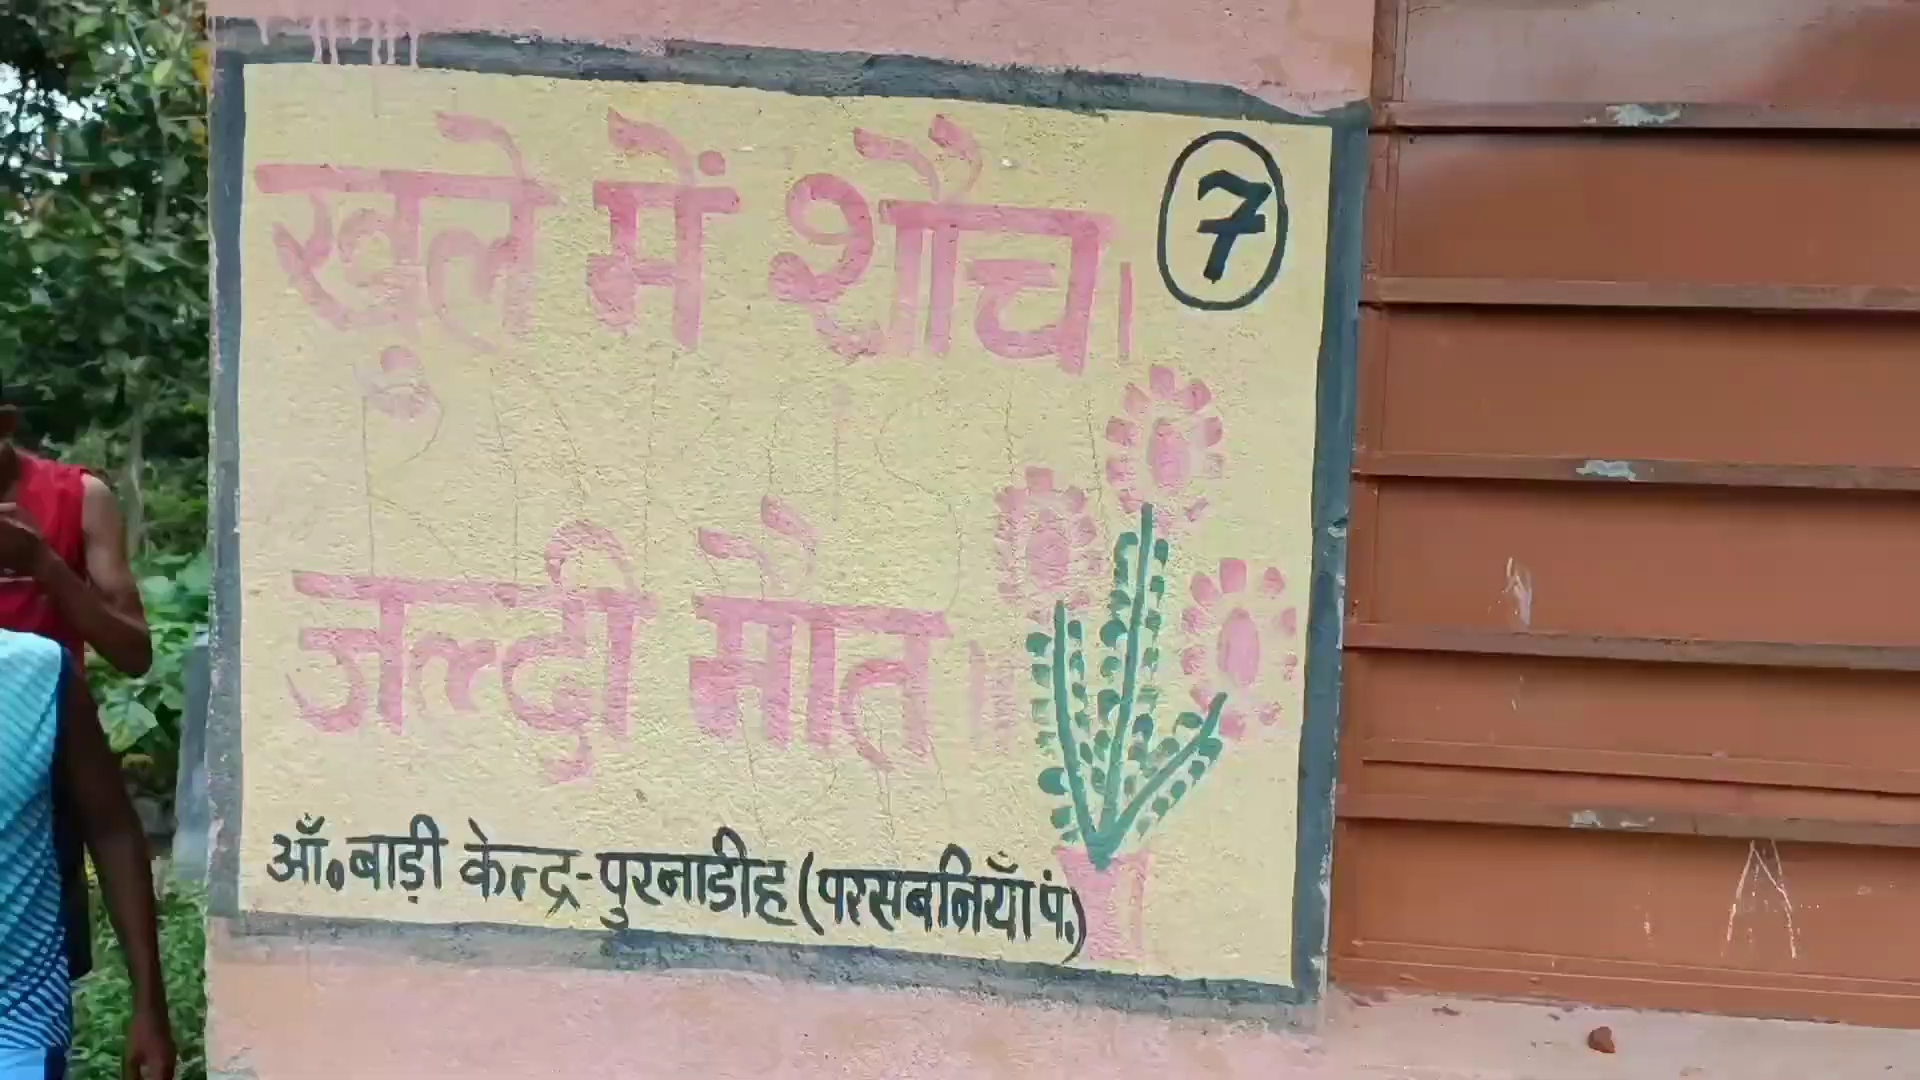 खुले में शौच।
7
जल्दी मौत॥
आँ॰बाड़ी केन्द्र-पुरनाडीह (परसबनियाँ पं.)